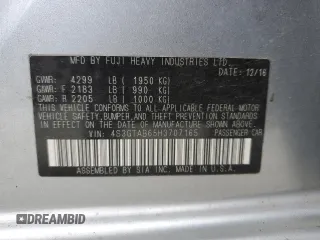 MFD BY FUJI HEAVY INDUSTRIES LTD.
DATE: 12/16
GVWR: 4299 LB ( 1950 KG)
GAWR: F 2183 LB ( 990 KG)
GAWR: R 2205 LB ( 1000 KG)
THIS VEHICLE CONFORMS TO ALL APPLICABLE
FEDERAL MOTOR VEHICLE
SAFETY, BUMPER, AND THEFT PREVENTION STANDARDS
IN EFFECT ON THE DATE OF MANUFACTURE SHOWN
ABOVE.
VIN: 4S3GTAB65H3707165
PASSENGER CAR
ASSEMBLED BY SIA INC. MADE IN U.S.A.
DREAMBID
DREAMBID